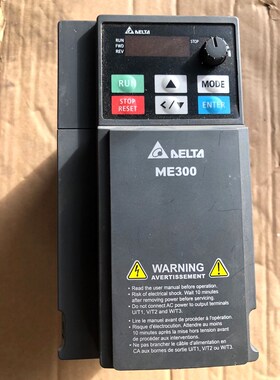 DELTA
RUN
FWD
REV
STOP
RUN
MODE
STOP
RESET
ENTER
DELTA
ME300
WARNING
AVERTISSEMENT
Read the user manual before operation.
Risk of electrical shock. Wait 10 minutes
after removing power before servicing.
Do not connect AC power to output terminals
U/T1, V/T2 and W/T3.
Lire le manuel avant de procéder à l'opération.
Risque d'électrocution. Attendre au moins
10 minutes après la mise hors tension avant
de procéder aux interventions.
Ne pas brancher le câble d'alimentation en
CA aux bornes de sortie U/T1, V/T2 ou W/T3.